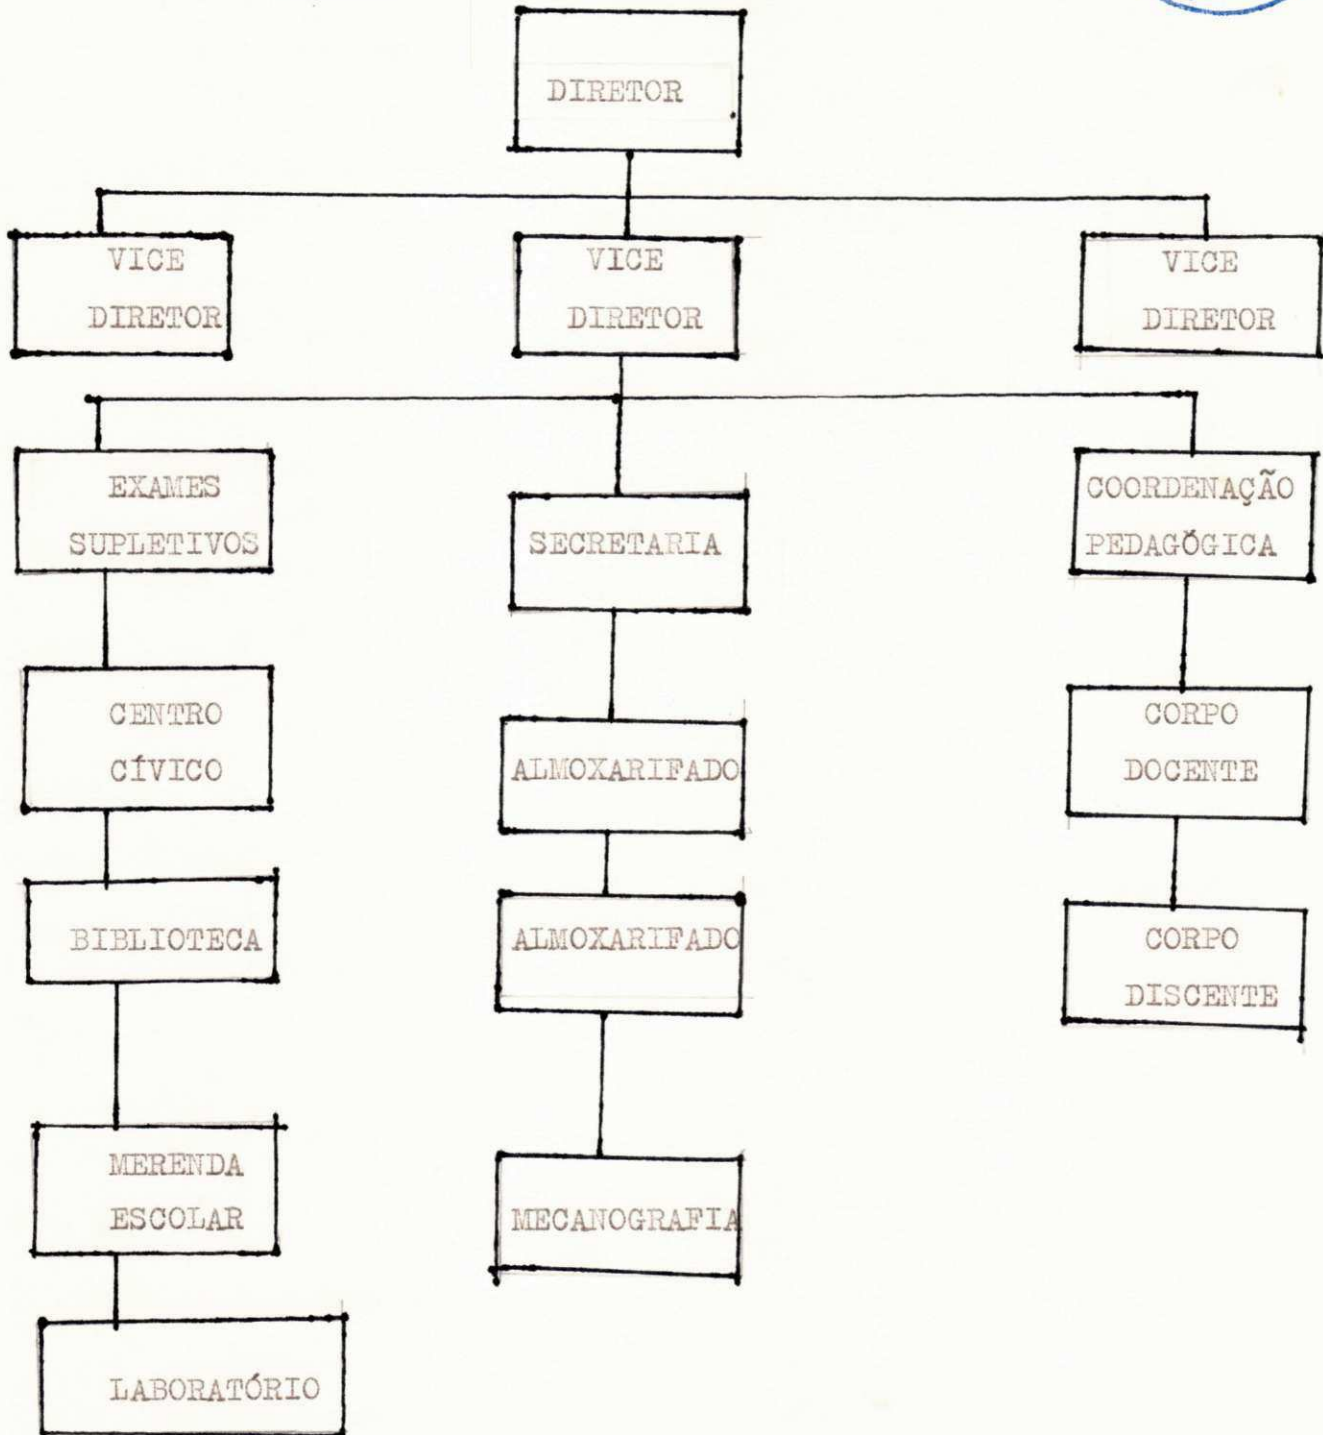 DIRETOR
VICE
DIRETOR
VICE
DIRETOR
VICE
DIRETOR
EXAMES
SUPLETIVOS
SECRETARIA
COORDENAÇÃO
PEDAGÓGICA
CENTRO
CÍVICO
ALMOXARIFADO
CORPO
DOCENTE
BIBLIOTECA
ALMOXARIFADO
CORPO
DISCENTE
MERENDA
ESCOLAR
MECANOGRAFIA
LABORATÓRIO